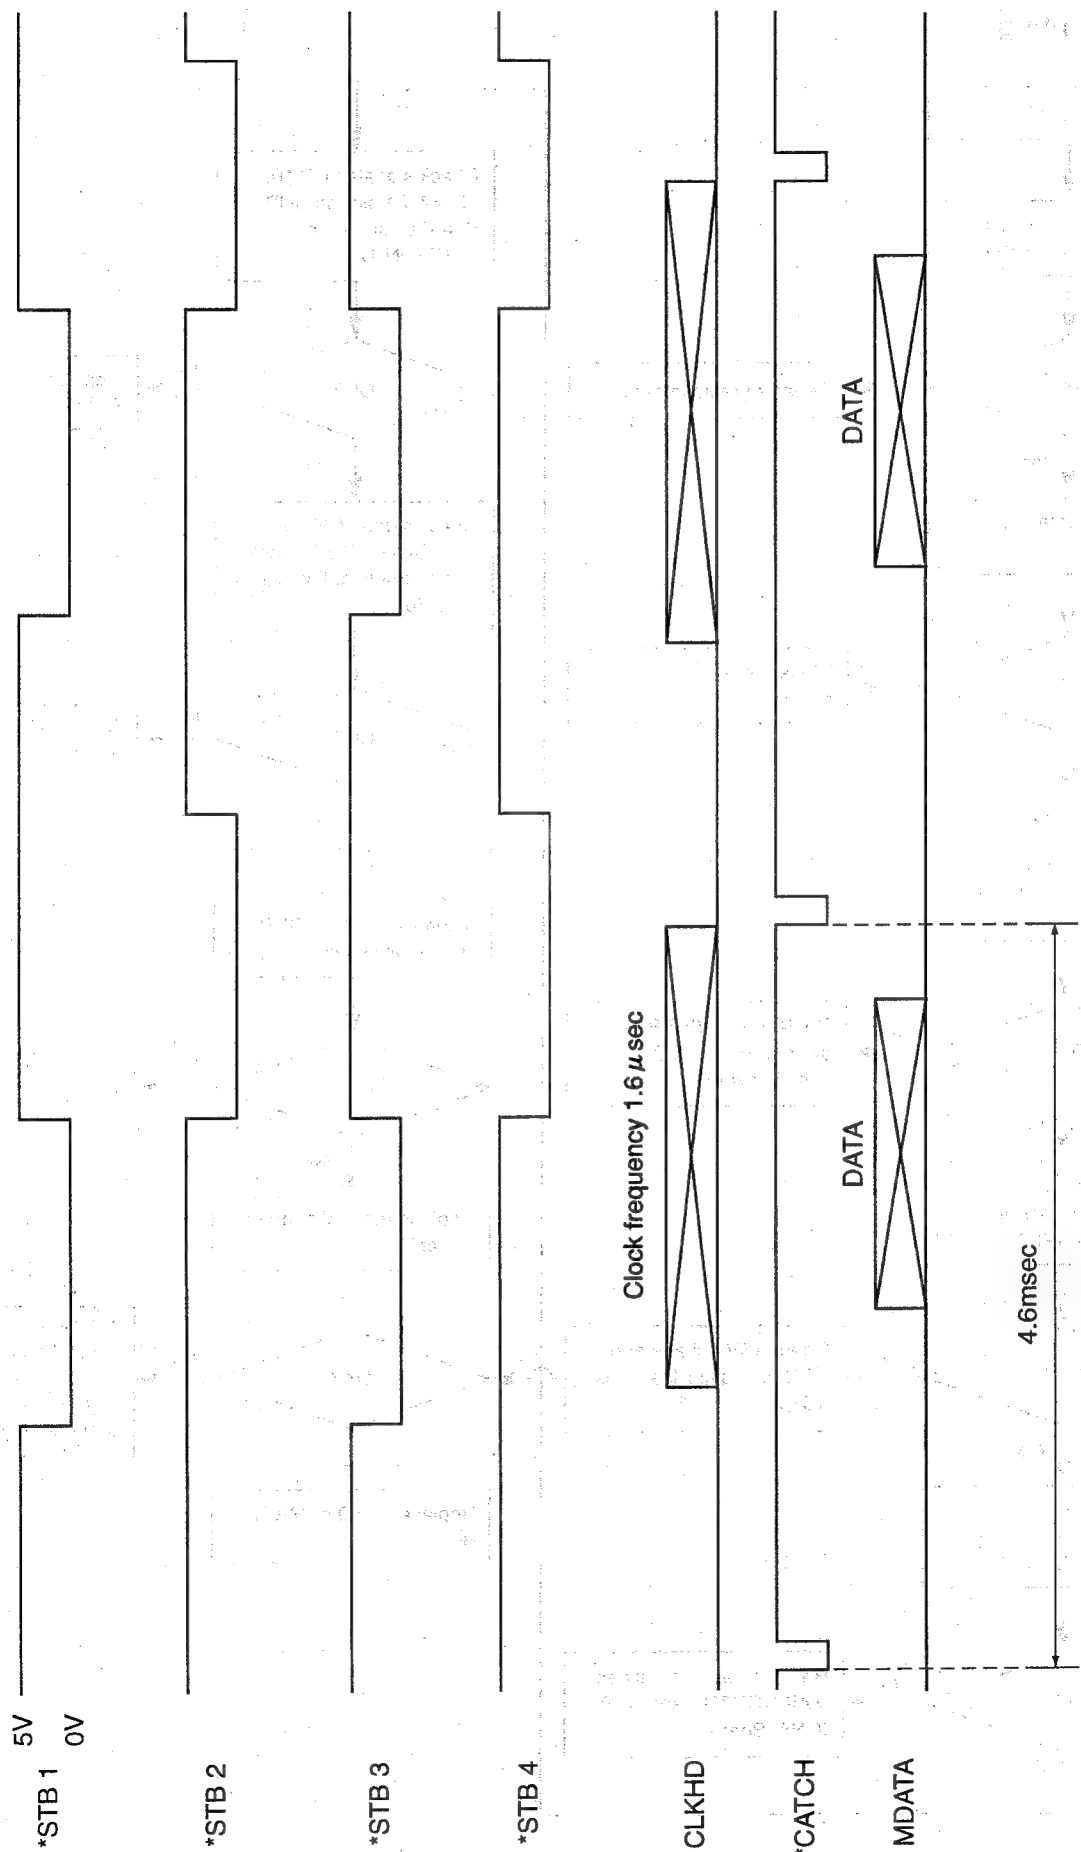 5V
0V
*STB 1
*STB 2
*STB 3
*STB 4
Clock frequency 1.6 μ sec
CLKHD
*CATCH
DATA
DATA
MDATA
4.6msec